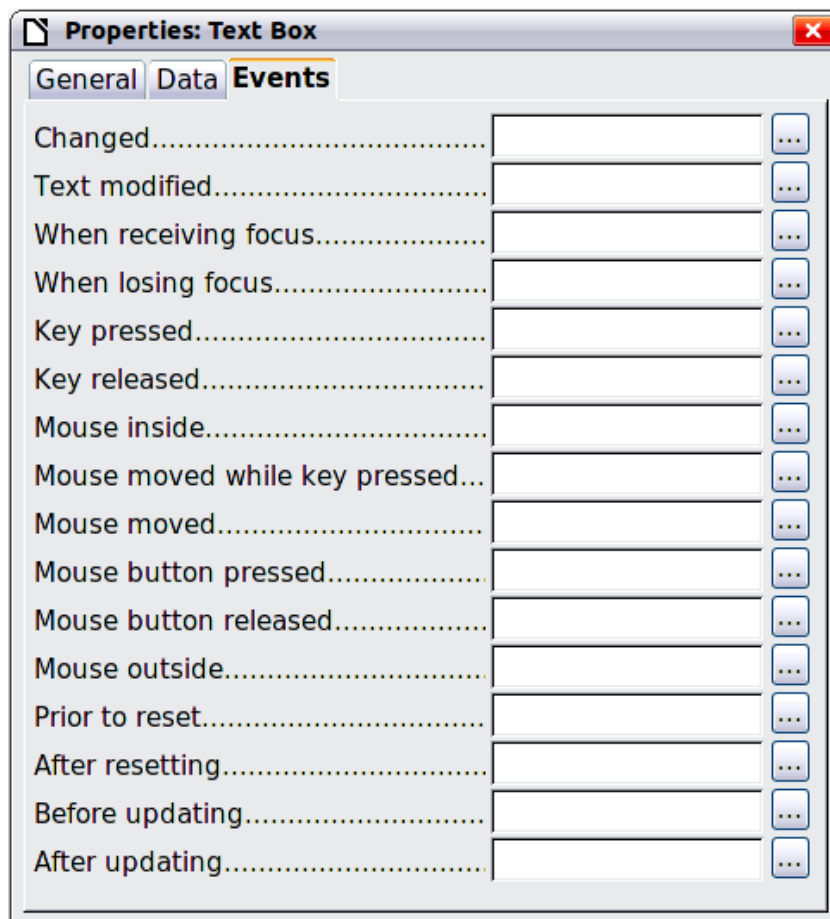 Properties: Text Box
General Data Events
Changed........................................ ...
Text modified................................ ...
When receiving focus.................... ...
When losing focus......................... ...
Key pressed................................... ...
Key released.................................. ...
Mouse inside................................. ...
Mouse moved while key pressed... ...
Mouse moved................................ ...
Mouse button pressed................... ...
Mouse button released.................. ...
Mouse outside............................... ...
Prior to reset................................. ...
After resetting............................... ...
Before updating............................. ...
After updating............................... ...